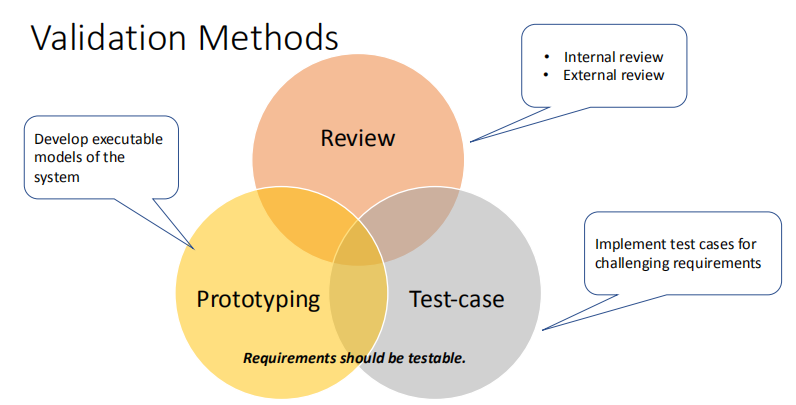 Validation Methods
• Internal review
• External review
Review
Develop executable
models of the
system
Implement test cases for
challenging requirements
Prototyping
Test-case
Requirements should be testable.